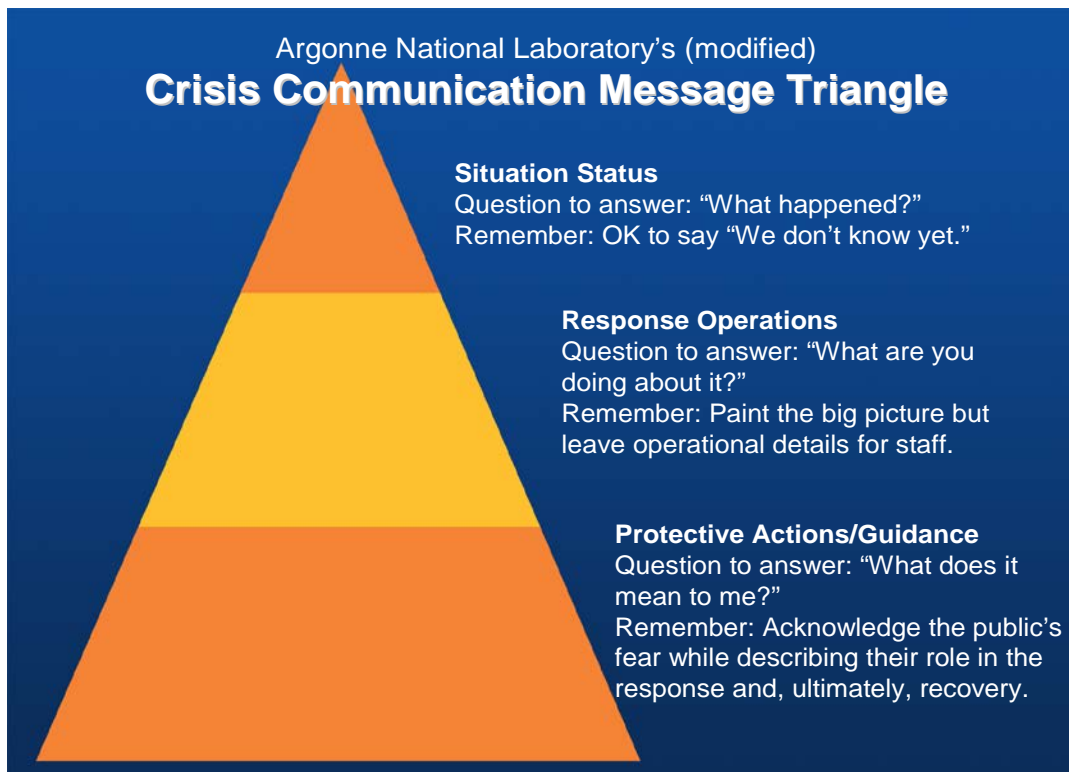 Argonne National Laboratory’s (modified)
Crisis Communication Message Triangle
Situation Status
Question to answer: “What happened?”
Remember: OK to say “We don’t know yet.”
Response Operations
Question to answer: “What are you
doing about it?”
Remember: Paint the big picture but
leave operational details for staff.
Protective Actions/Guidance
Question to answer: “What does it
mean to me?”
Remember: Acknowledge the public’s
fear while describing their role in the
response and, ultimately, recovery.